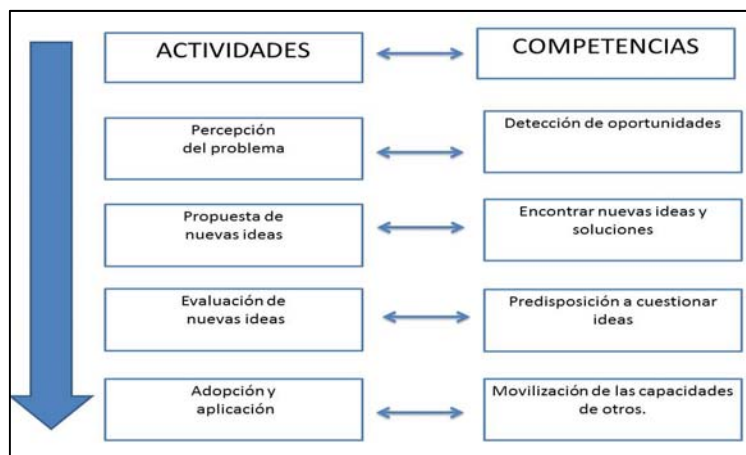 ACTIVIDADES
COMPETENCIAS
Percepción
del problema
Detección de oportunidades
Propuesta de
nuevas ideas
Encontrar nuevas ideas y
soluciones
Evaluación de
nuevas ideas
Predisposición a cuestionar
ideas
Adopción y
aplicación
Movilización de las capacidades
de otros.